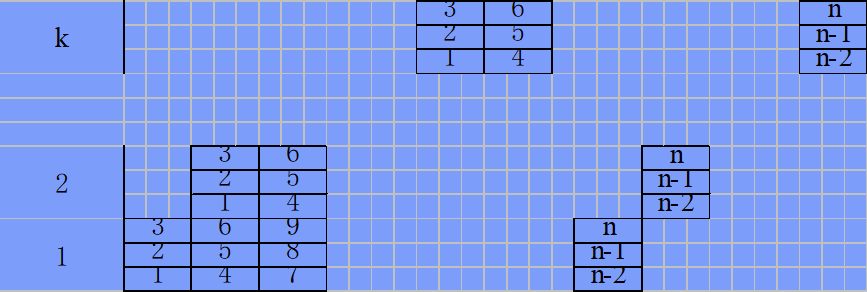 3 6 n
k 2 5 n-1
1 4 n-2
3 6 n
2 2 5 n-1
1 4 n-2
3 6 9 n
1 2 5 8 n-1
1 4 7 n-2